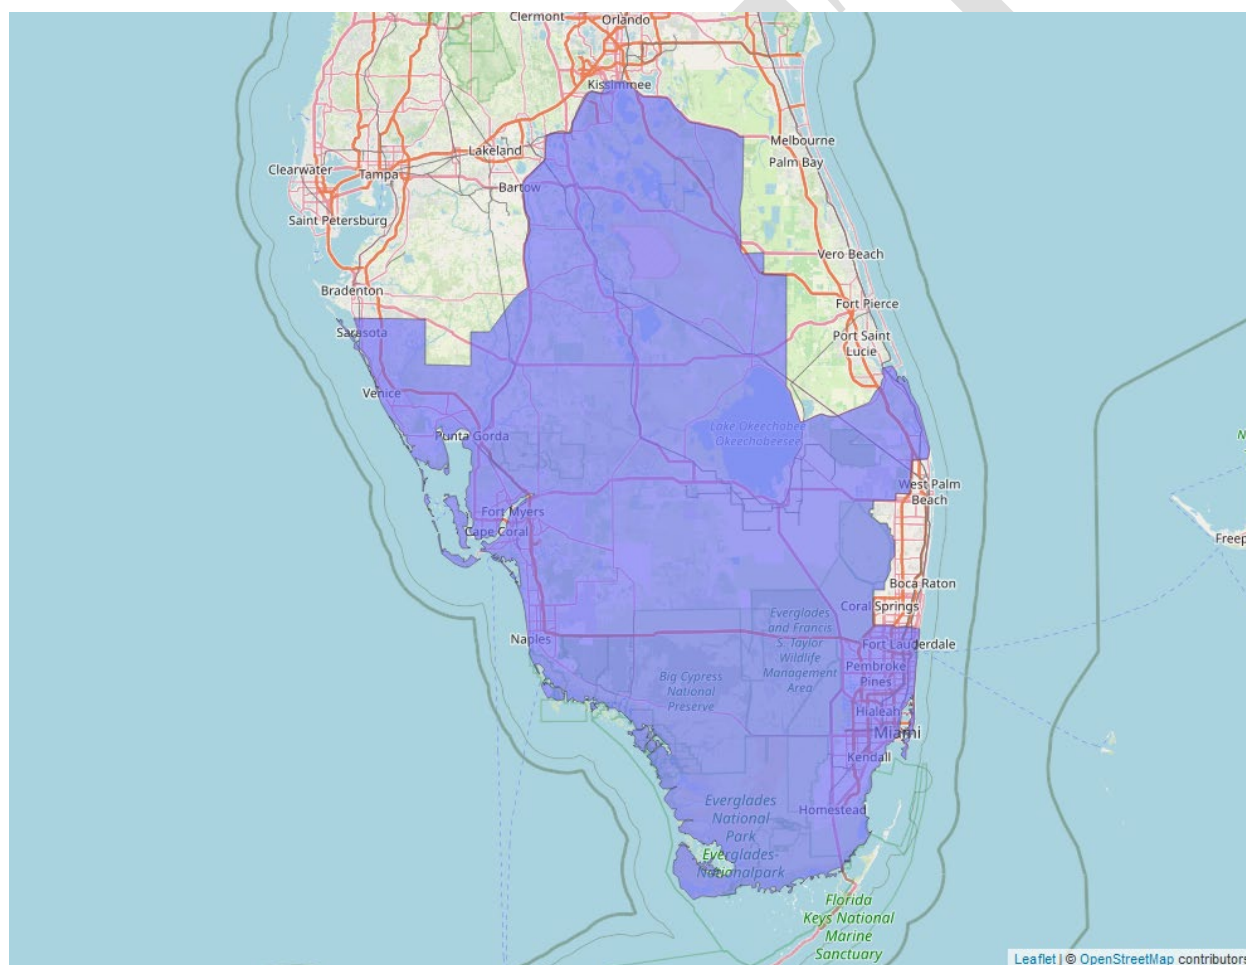 Clermont
Orlando
Kissimmee
Melbourne
Lakeland
Palm Bay
Clearwater
Tampa
Bartow
Saint Petersburg
Vero Beach
Bradenton
Fort Pierce
Sarasota
Port Saint
Lucie
Venice
Lake Okeechobee
Okeechobeesee
Punta Gorda
West Palm
Beach
Fort Myers
Cape Coral
Freep
Boca Raton
Coral Springs
Everglades
and Francis
S. Taylor
Wildlife
Management
Area
Naples
Fort Lauderdale
Pembroke
Pines
Big Cypress
National
Preserve
Hialeah
Miami
Kendall
Everglades
National
Park
Everglades-
Nationalpark
Homestead
Florida
Keys National
Marine
Sanctuary
Leaflet | © OpenStreetMap contributors